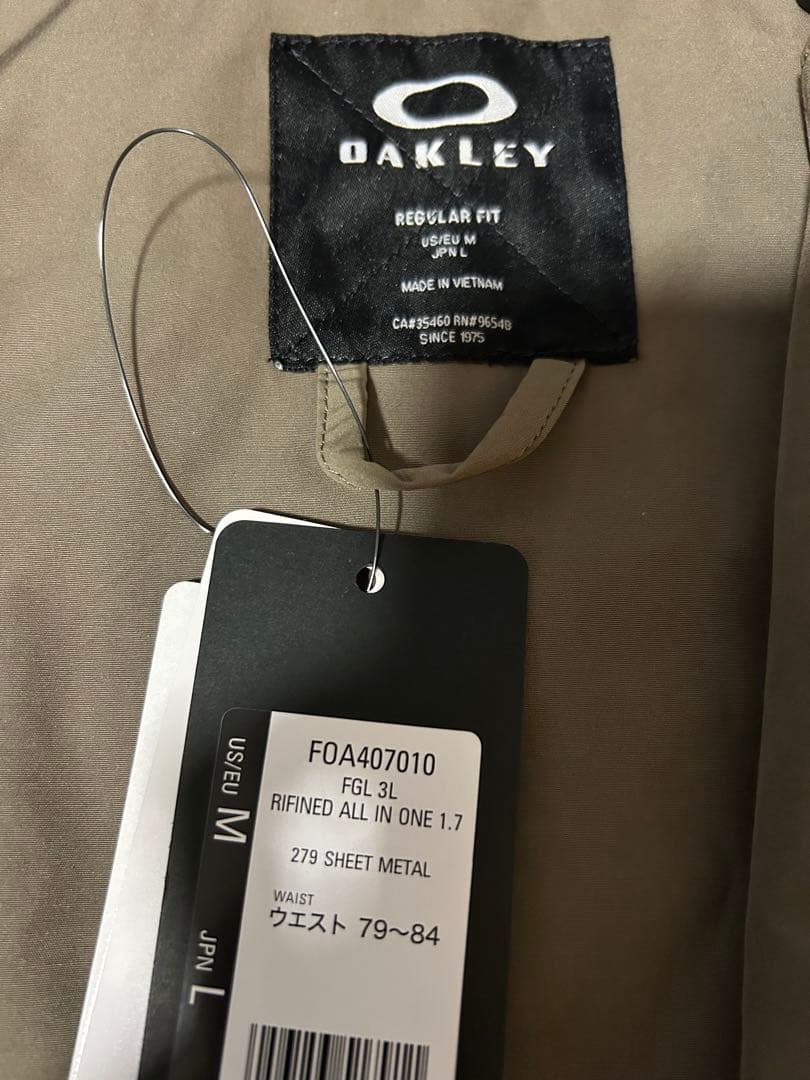 OAKLEY
REGULAR FIT
US/EU M
JPN L
MADE IN VIETNAM
CA#35460 RN#96548
SINCE 1975
FOA407010
FGL 3L
RIFINED ALL IN ONE 1.7
279 SHEET METAL
WAIST
ウエスト 79〜84
US/EU M
JPN L